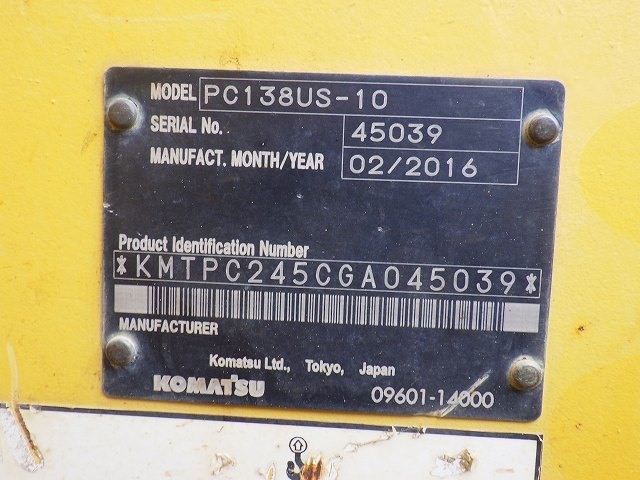 MODEL PC138US-10
SERIAL No. 45039
MANUFACT. MONTH/YEAR 02/2016
Product Identification Number
*KMTPC245CGA045039*
MANUFACTURER
Komatsu Ltd., Tokyo, Japan
KOMATSU 09601-14000